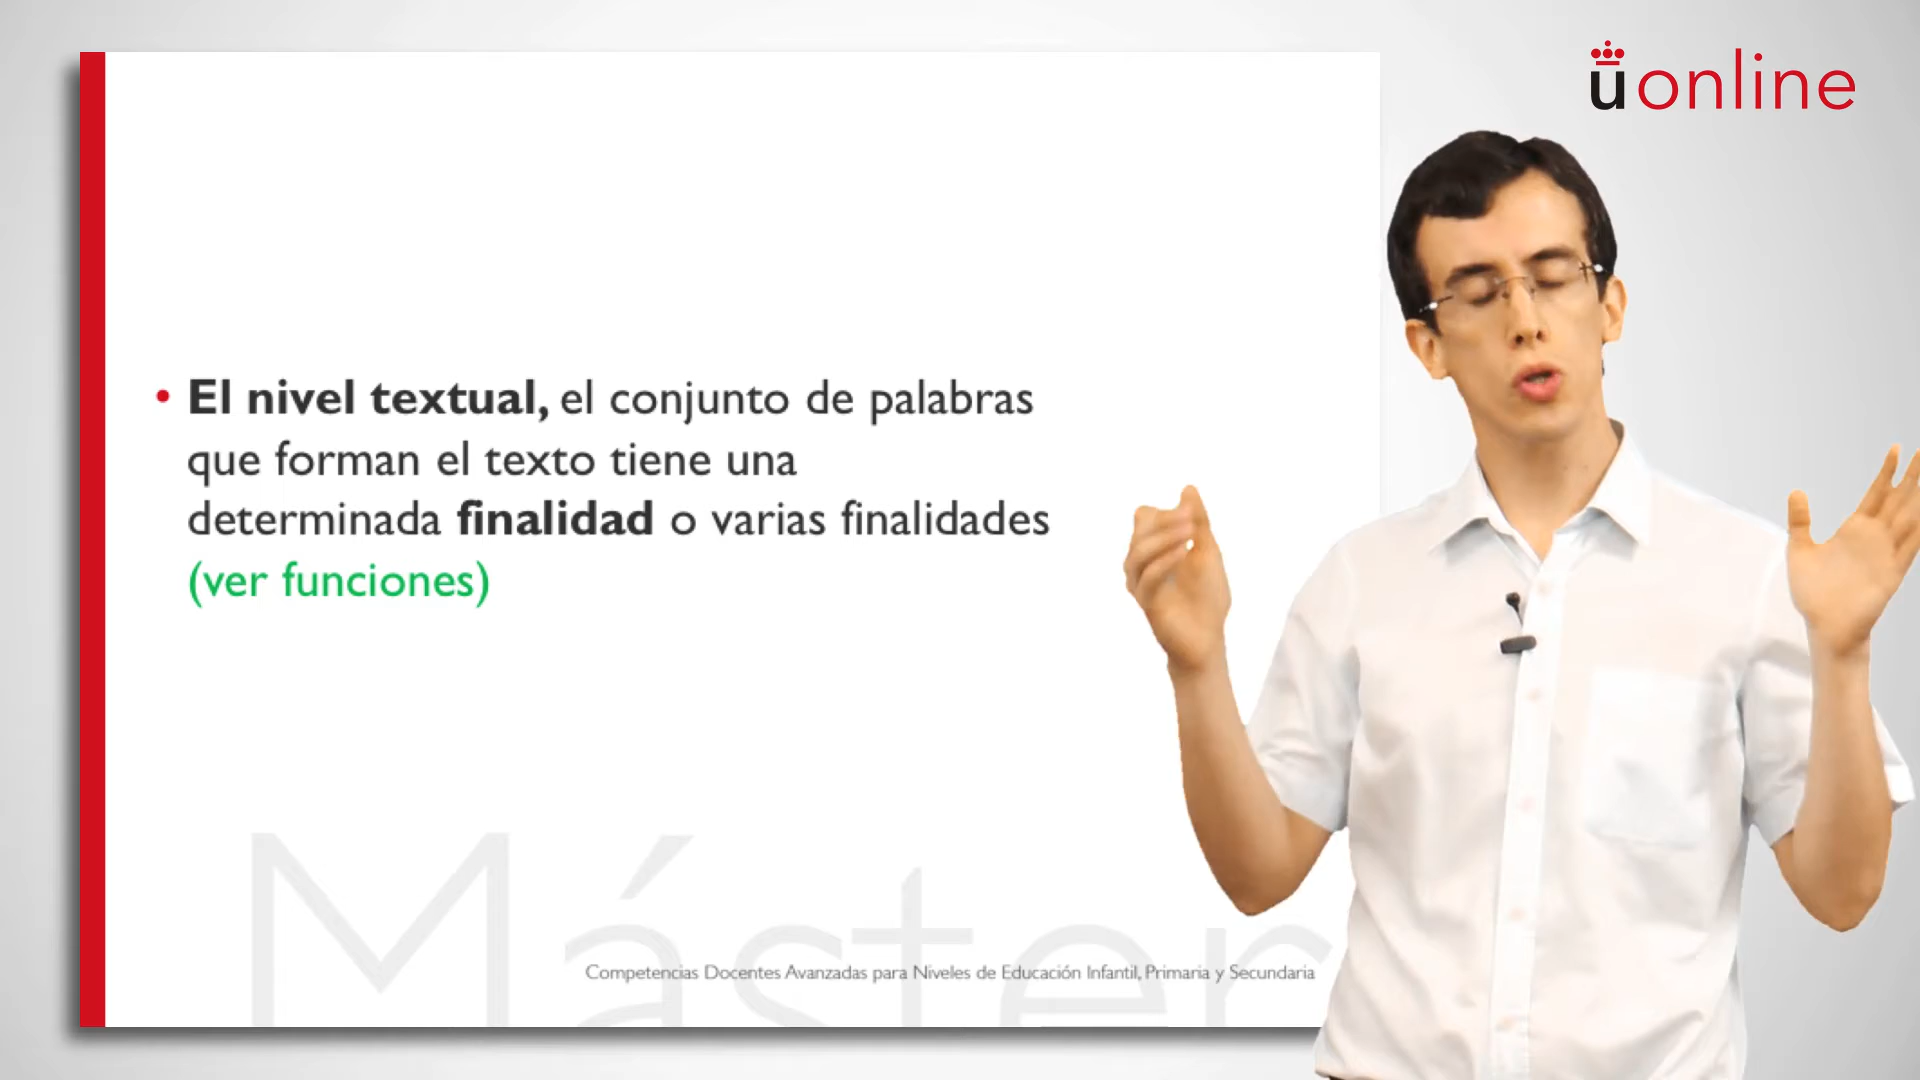 uonline
• El nivel textual, el conjunto de palabras
que forman el texto tiene una
determinada finalidad o varias finalidades
(ver funciones)
Máster
Competencias Docentes Avanzadas para Niveles de Educación Infantil, Primaria y Secundaria